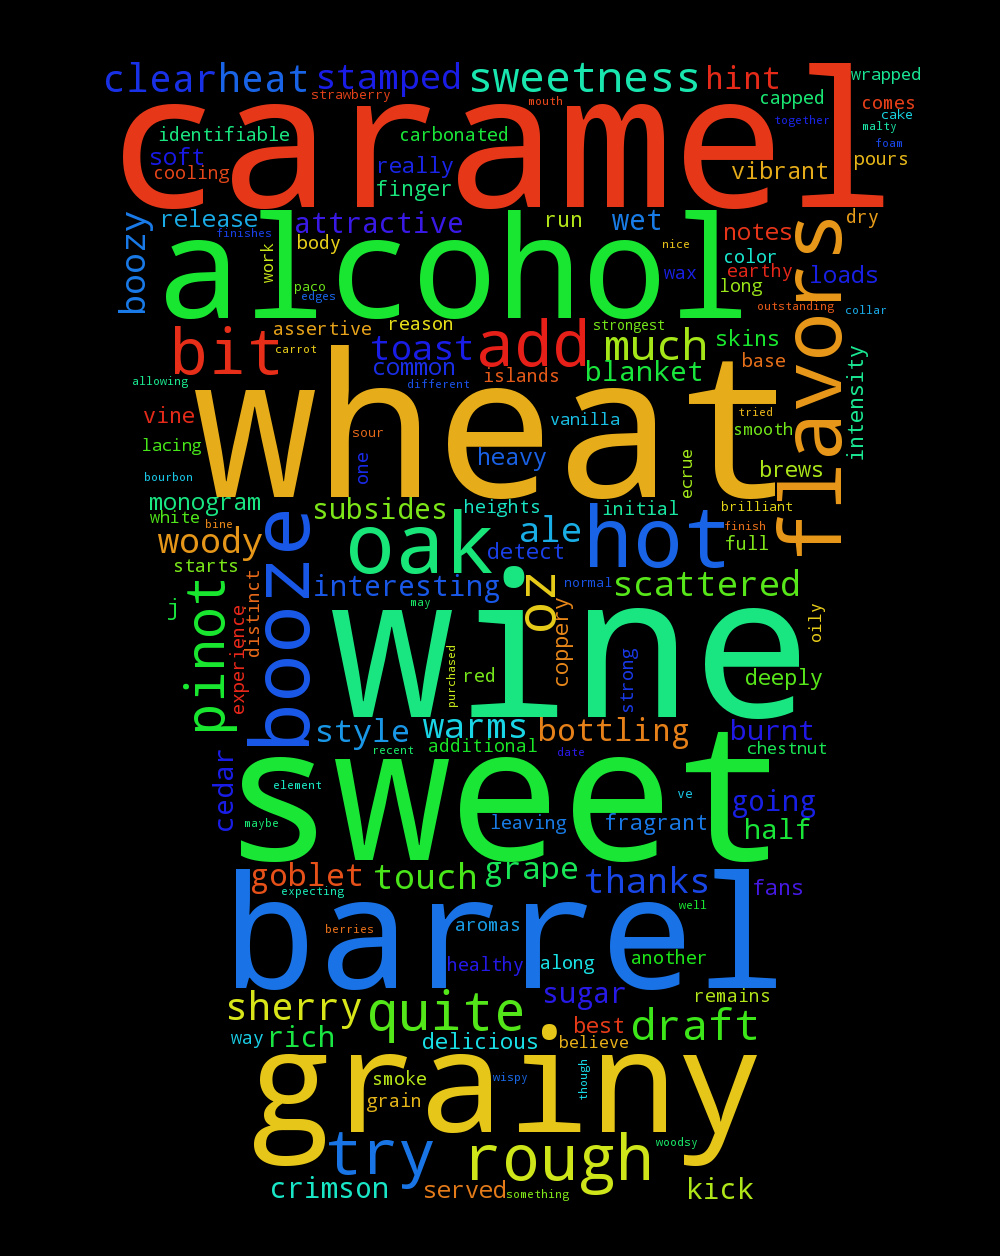 clear heat stamped sweetness hint wrapped
strawberry mouth capped comes
caramel
together cake
identifiable carbonated malty
soft really vibrant foam
cooling finger pours
boozy release attractive run wet dry
finishes body notes flavors
alcohol
work nice color
paco wax earthy loads
edges long
outstanding collar
assertive reason strongest
bit toast add much skins
carrot common islands blanket base intensity
allowing different
wheat
vine vanilla tried
lacing sour smooth
one heavy ecrue brews
bourbon
monogram subsides heights initial brilliant
white bine booze oak ale hot finish
woody detect full
starts interesting normal scattered
pinot distinct oz
j experience may coppery oily
wine
purchased red strong deeply
style warms bottling burnt
cedar recent additional date chestnut
sweet
element ve going
maybe leaving fragrant half
goblet touch grape thanks fans
expecting
barrel
well
berries aromas
healthy along another
sherry quite sugar remains
way rich delicious best draft
believe
grainy
smoke wispy though
grain
try rough woodsy
crimson served something kick